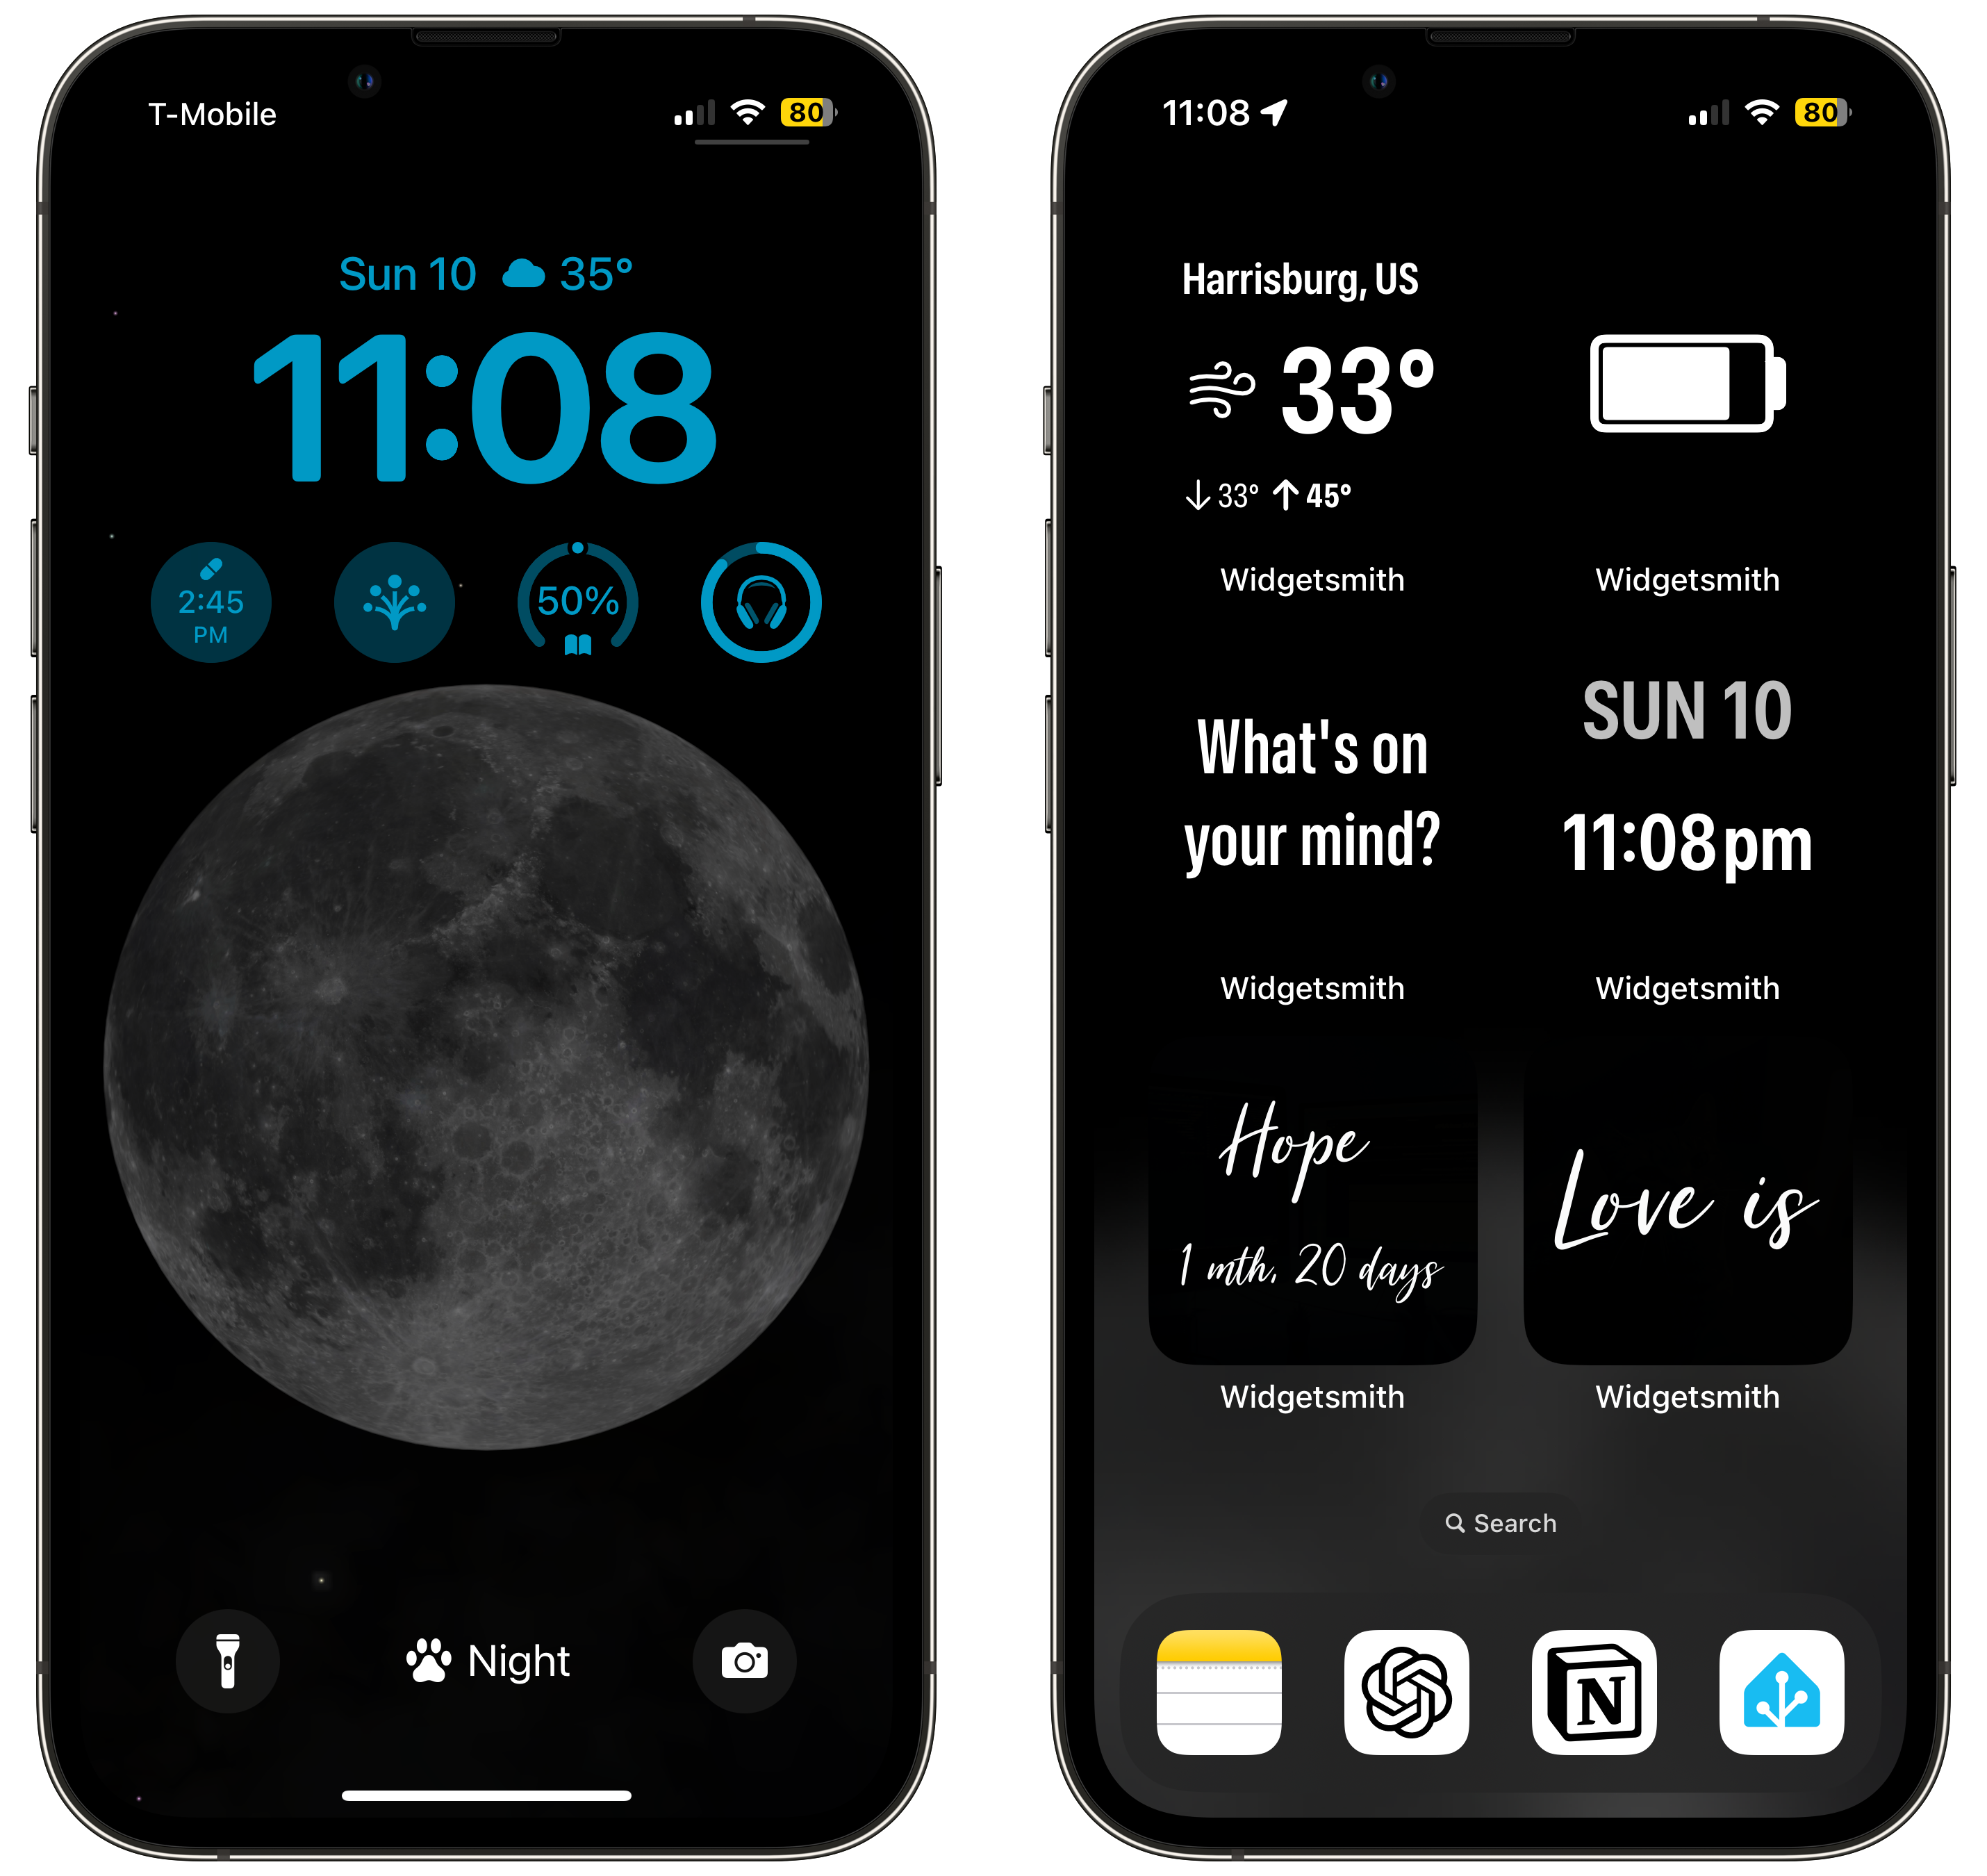 T-Mobile
80
Sun 10 35°
11:08
2:45
PM
50%
Night
11:08
80
Harrisburg, US
33°
33° 45°
Widgetsmith
Widgetsmith
What's on
your mind?
SUN 10
11:08pm
Widgetsmith
Widgetsmith
Hope
1 mth, 20 days
Love is
Widgetsmith
Widgetsmith
Search
N